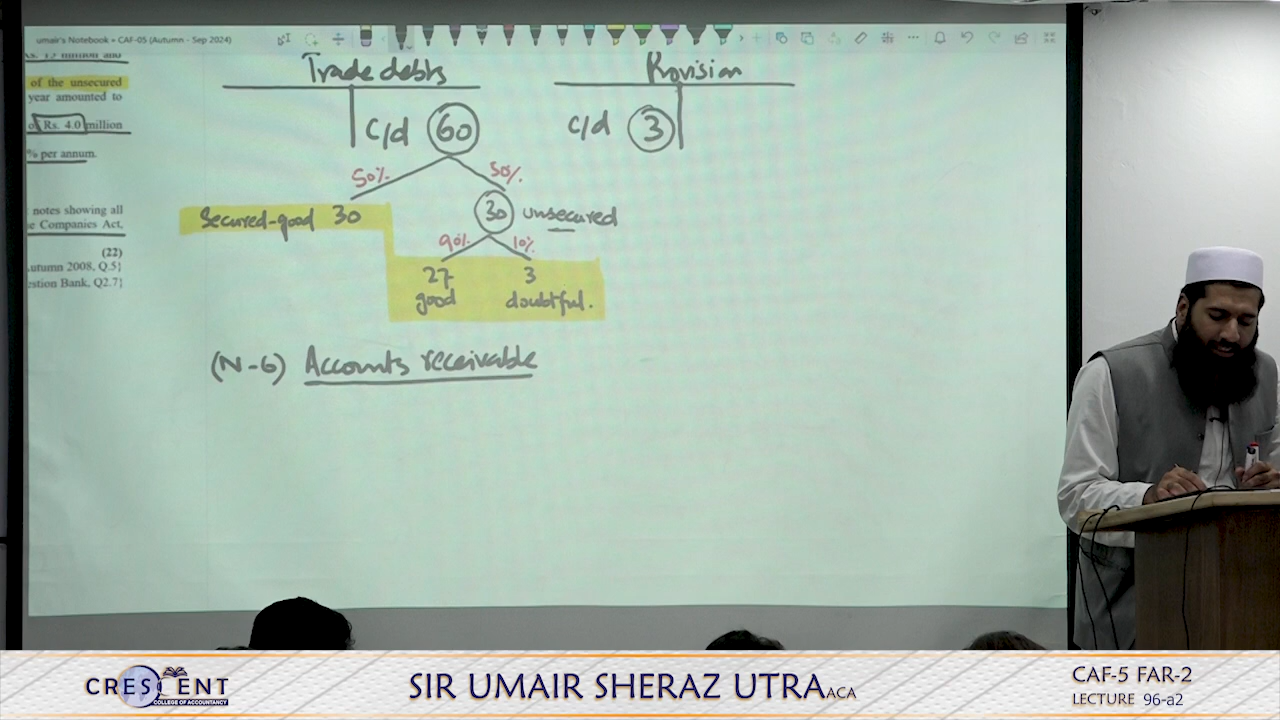 umair's Notebook » CAF-05 (Autumn - Sep 2024)
of the unsecured
year amounted to
of Rs. 4.0 million
% per annum.
notes showing all
e Companies Act,
(22)
utumn 2008, Q.5}
estion Bank, Q2.7}
Trade debts
Provision
c/d 60
c/d 3
50% 50%
Secured-good 30
30 unsecured
90% 10%
27 3
good doubtful.
(N-6) Accounts receivable
CRESCENT
COLLEGE OF ACCOUNTANCY
SIR UMAIR SHERAZ UTRA ACA
CAF-5 FAR-2
LECTURE 96-a2